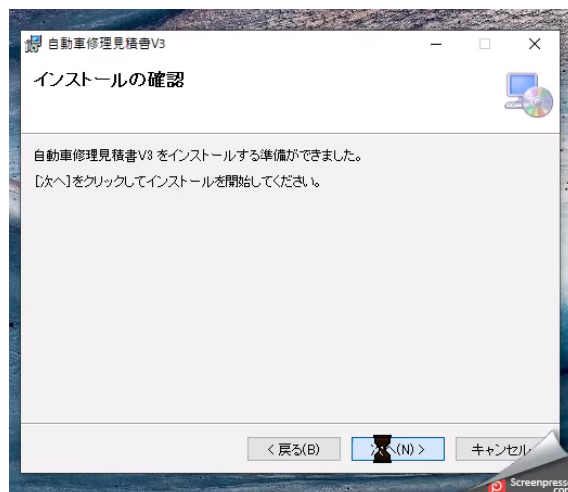 自動車修理見積書V3
インストールの確認
自動車修理見積書V3 をインストールする準備ができました。
[次へ]をクリックしてインストールを開始してください。
< 戻る(B)
(N) >
キャンセル
Screenpress